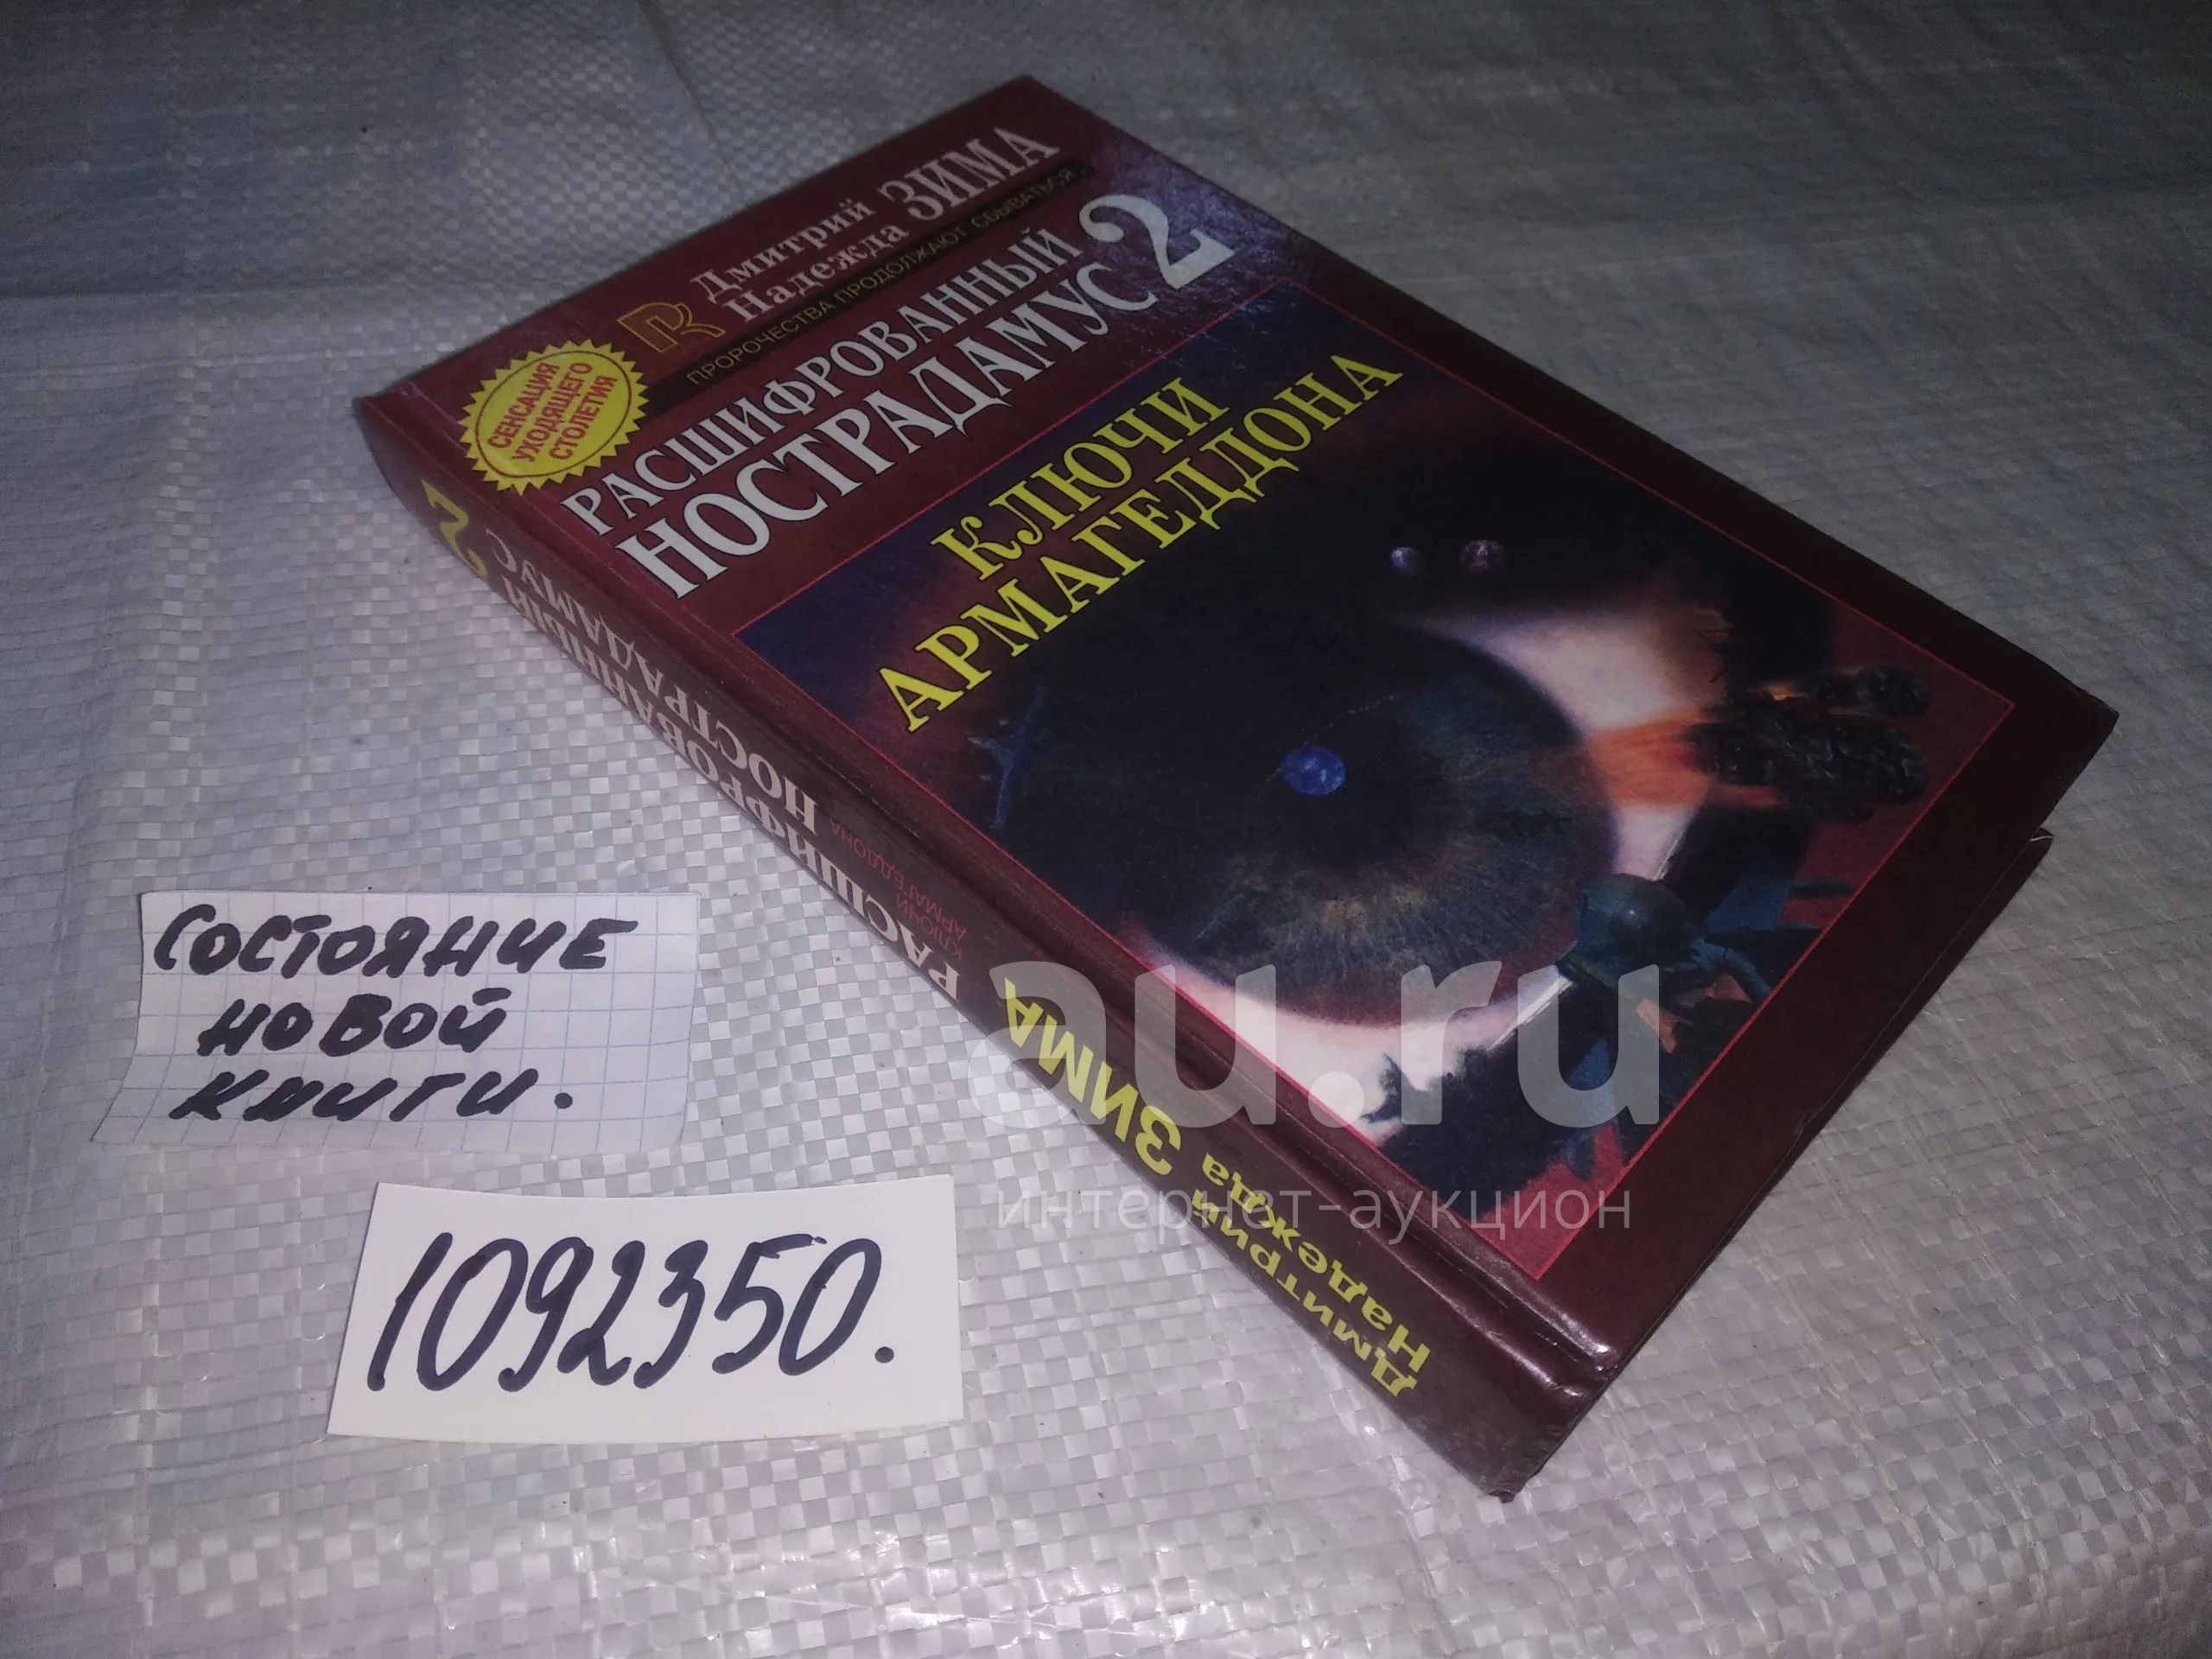 Дмитрий
Надежда ЗИМА
ПРОРОЧЕСТВА ПРОДОЛЖАЮТ СБЫВАТЬСЯ
СЕНСАЦИЯ
УХОДЯЩЕГО
СТОЛЕТИЯ
РАСШИФРОВАННЫЙ
НОСТРАДАМУС 2
КЛЮЧИ
АРМАГЕДДОНА
Дмитрий
Надежда ЗИМА
РАСШИФРОВАННЫЙ
НОСТРАДАМУС 2
КЛЮЧИ
АРМАГЕДДОНА
СОСТОЯНИЕ
НОВОЙ
КНИГИ.
1092350.
au.ru
интернет-аукцион